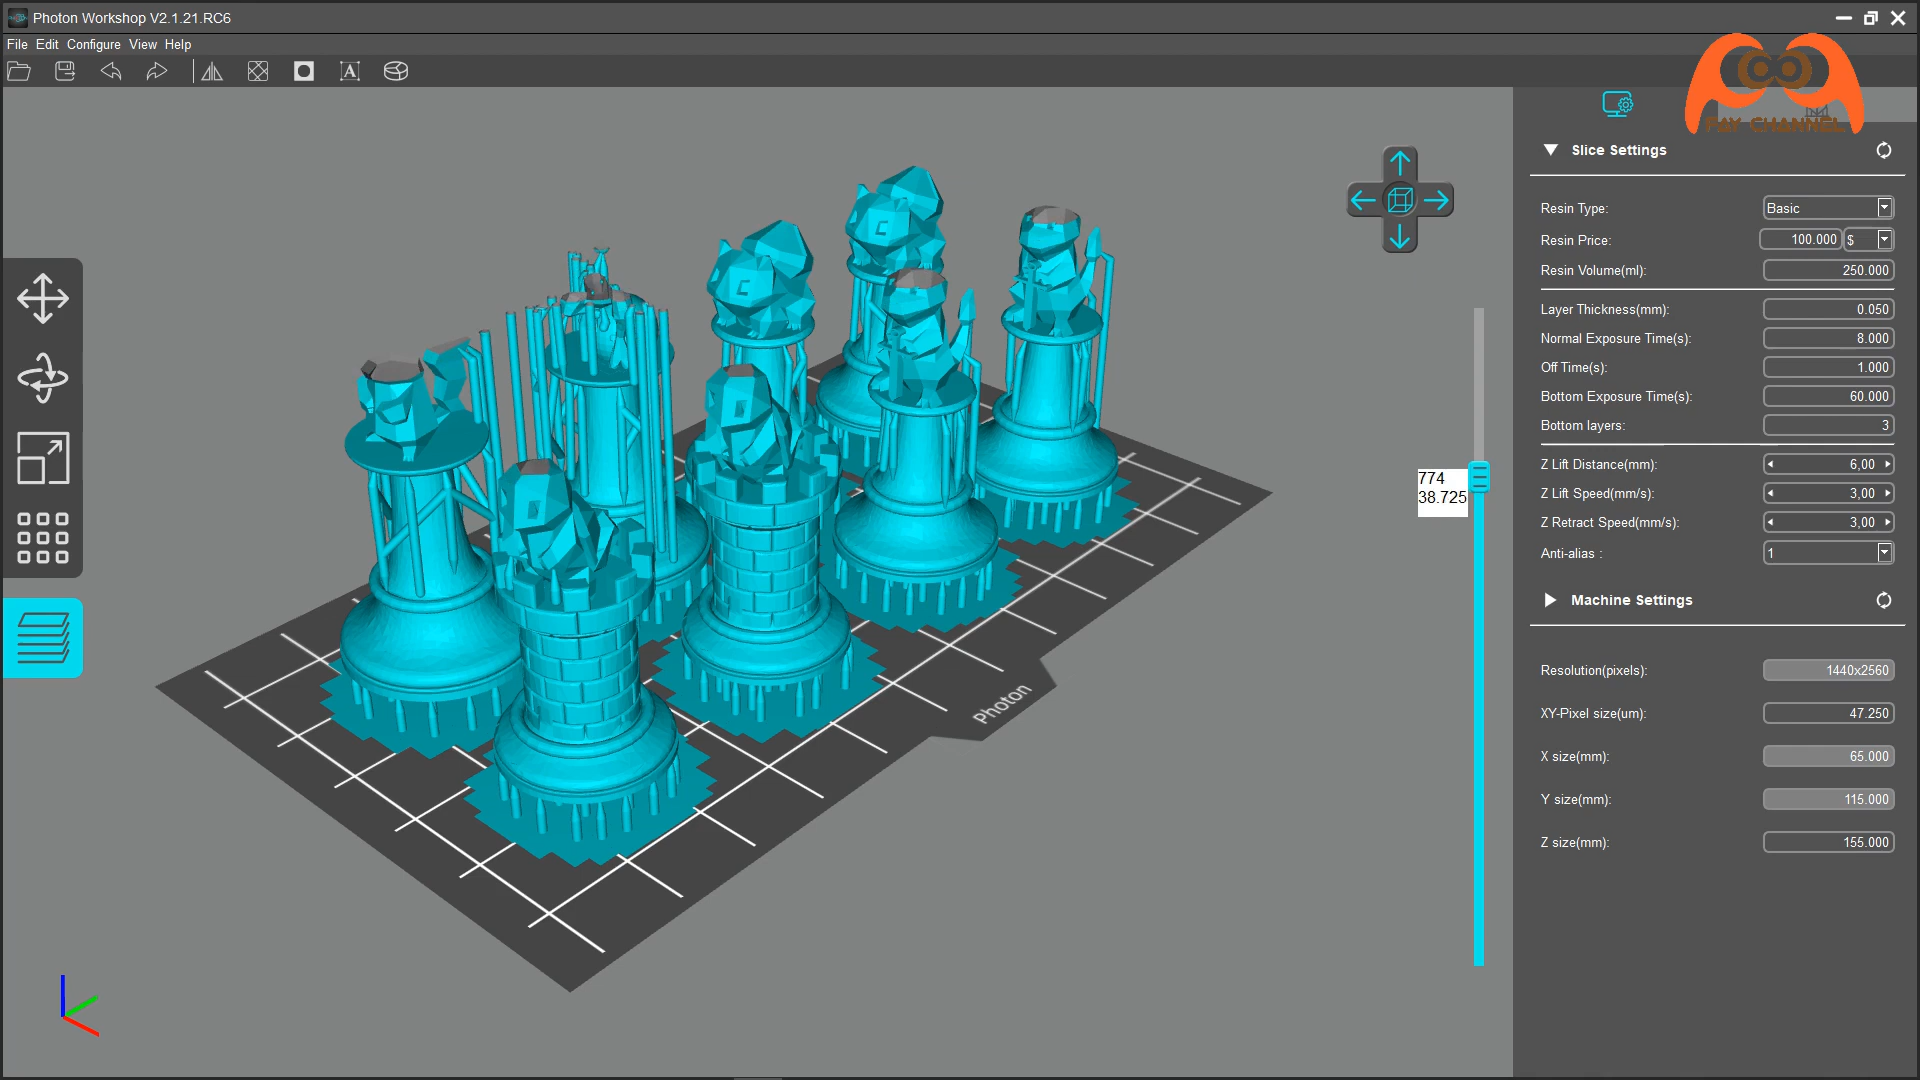 Photon Workshop V2.1.21.RC6
File Edit Configure View Help
FAY CHANNEL
Slice Settings
Resin Type: Basic
Resin Price: 100.000 $
Resin Volume(ml): 250.000
Layer Thickness(mm): 0.050
Normal Exposure Time(s): 8.000
Off Time(s): 1.000
Bottom Exposure Time(s): 60.000
Bottom layers: 3
Z Lift Distance(mm): 6,00
774
38.725
Z Lift Speed(mm/s): 3,00
Z Retract Speed(mm/s): 3,00
Anti-alias : 1
Machine Settings
Resolution(pixels): 1440x2560
Photon
XY-Pixel size(um): 47.250
X size(mm): 65.000
Y size(mm): 115.000
Z size(mm): 155.000